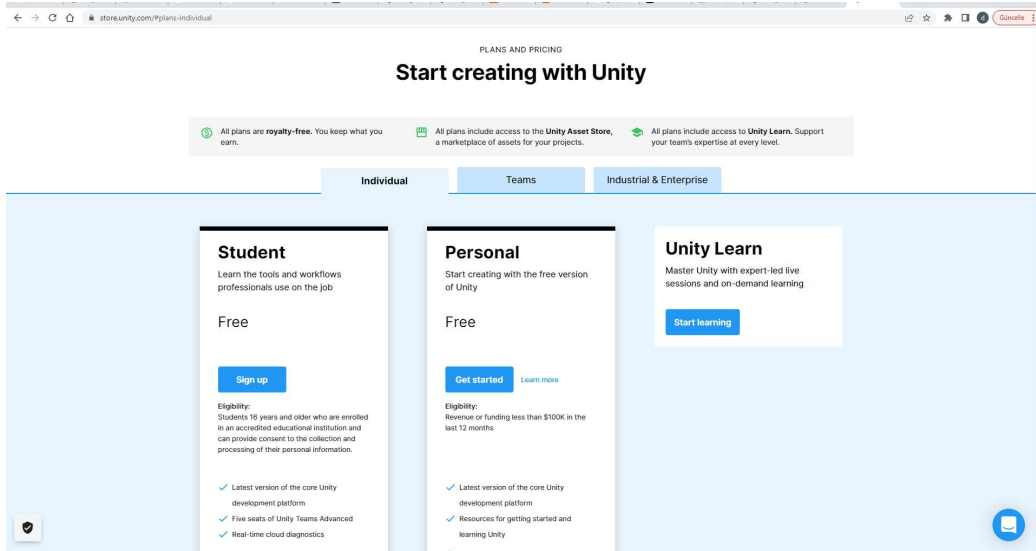 store.unity.com/#plans-individual
d
Güncelle
PLANS AND PRICING
Start creating with Unity
All plans are royalty-free. You keep what you
earn.
All plans include access to the Unity Asset Store,
a marketplace of assets for your projects.
All plans include access to Unity Learn. Support
your team's expertise at every level.
Individual
Teams
Industrial & Enterprise
Student
Learn the tools and workflows
professionals use on the job
Free
Sign up
Eligibility:
Students 16 years and older who are enrolled
in an accredited educational institution and
can provide consent to the collection and
processing of their personal information.
Latest version of the core Unity
development platform
Five seats of Unity Teams Advanced
Real-time cloud diagnostics
Personal
Start creating with the free version
of Unity
Free
Get started
Learn more
Eligibility:
Revenue or funding less than $100K in the
last 12 months
Latest version of the core Unity
development platform
Resources for getting started and
learning Unity
Unity Learn
Master Unity with expert-led live
sessions and on-demand learning
Start learning